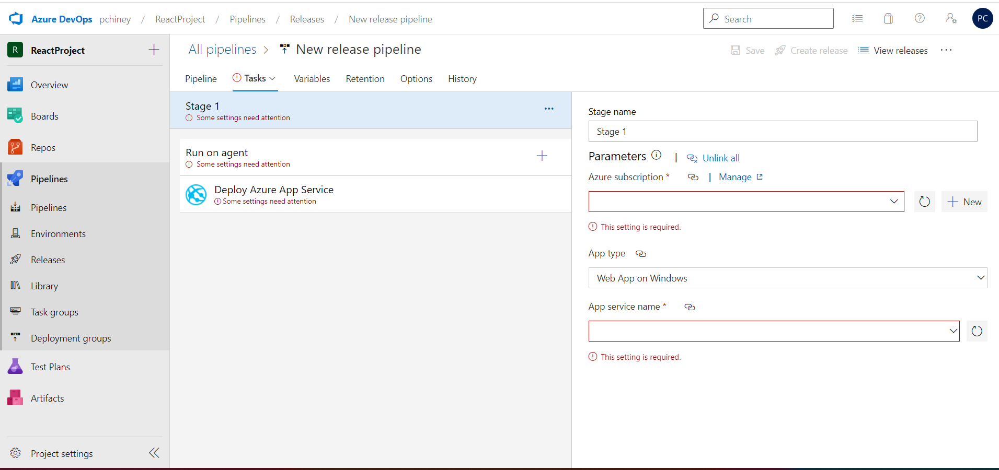 Azure DevOps pchiney / ReactProject / Pipelines / Releases / New release pipeline
Search
PC
R ReactProject
Overview
Boards
Repos
Pipelines
Pipelines
Environments
Releases
Library
Task groups
Deployment groups
Test Plans
Artifacts
Project settings
All pipelines > New release pipeline
Save Create release View releases ...
Pipeline Tasks Variables Retention Options History
Stage 1
Some settings need attention
Run on agent
Some settings need attention
Deploy Azure App Service
Some settings need attention
Stage name
Stage 1
Parameters | Unlink all
Azure subscription * | Manage
New
This setting is required.
App type
Web App on Windows
App service name *
This setting is required.